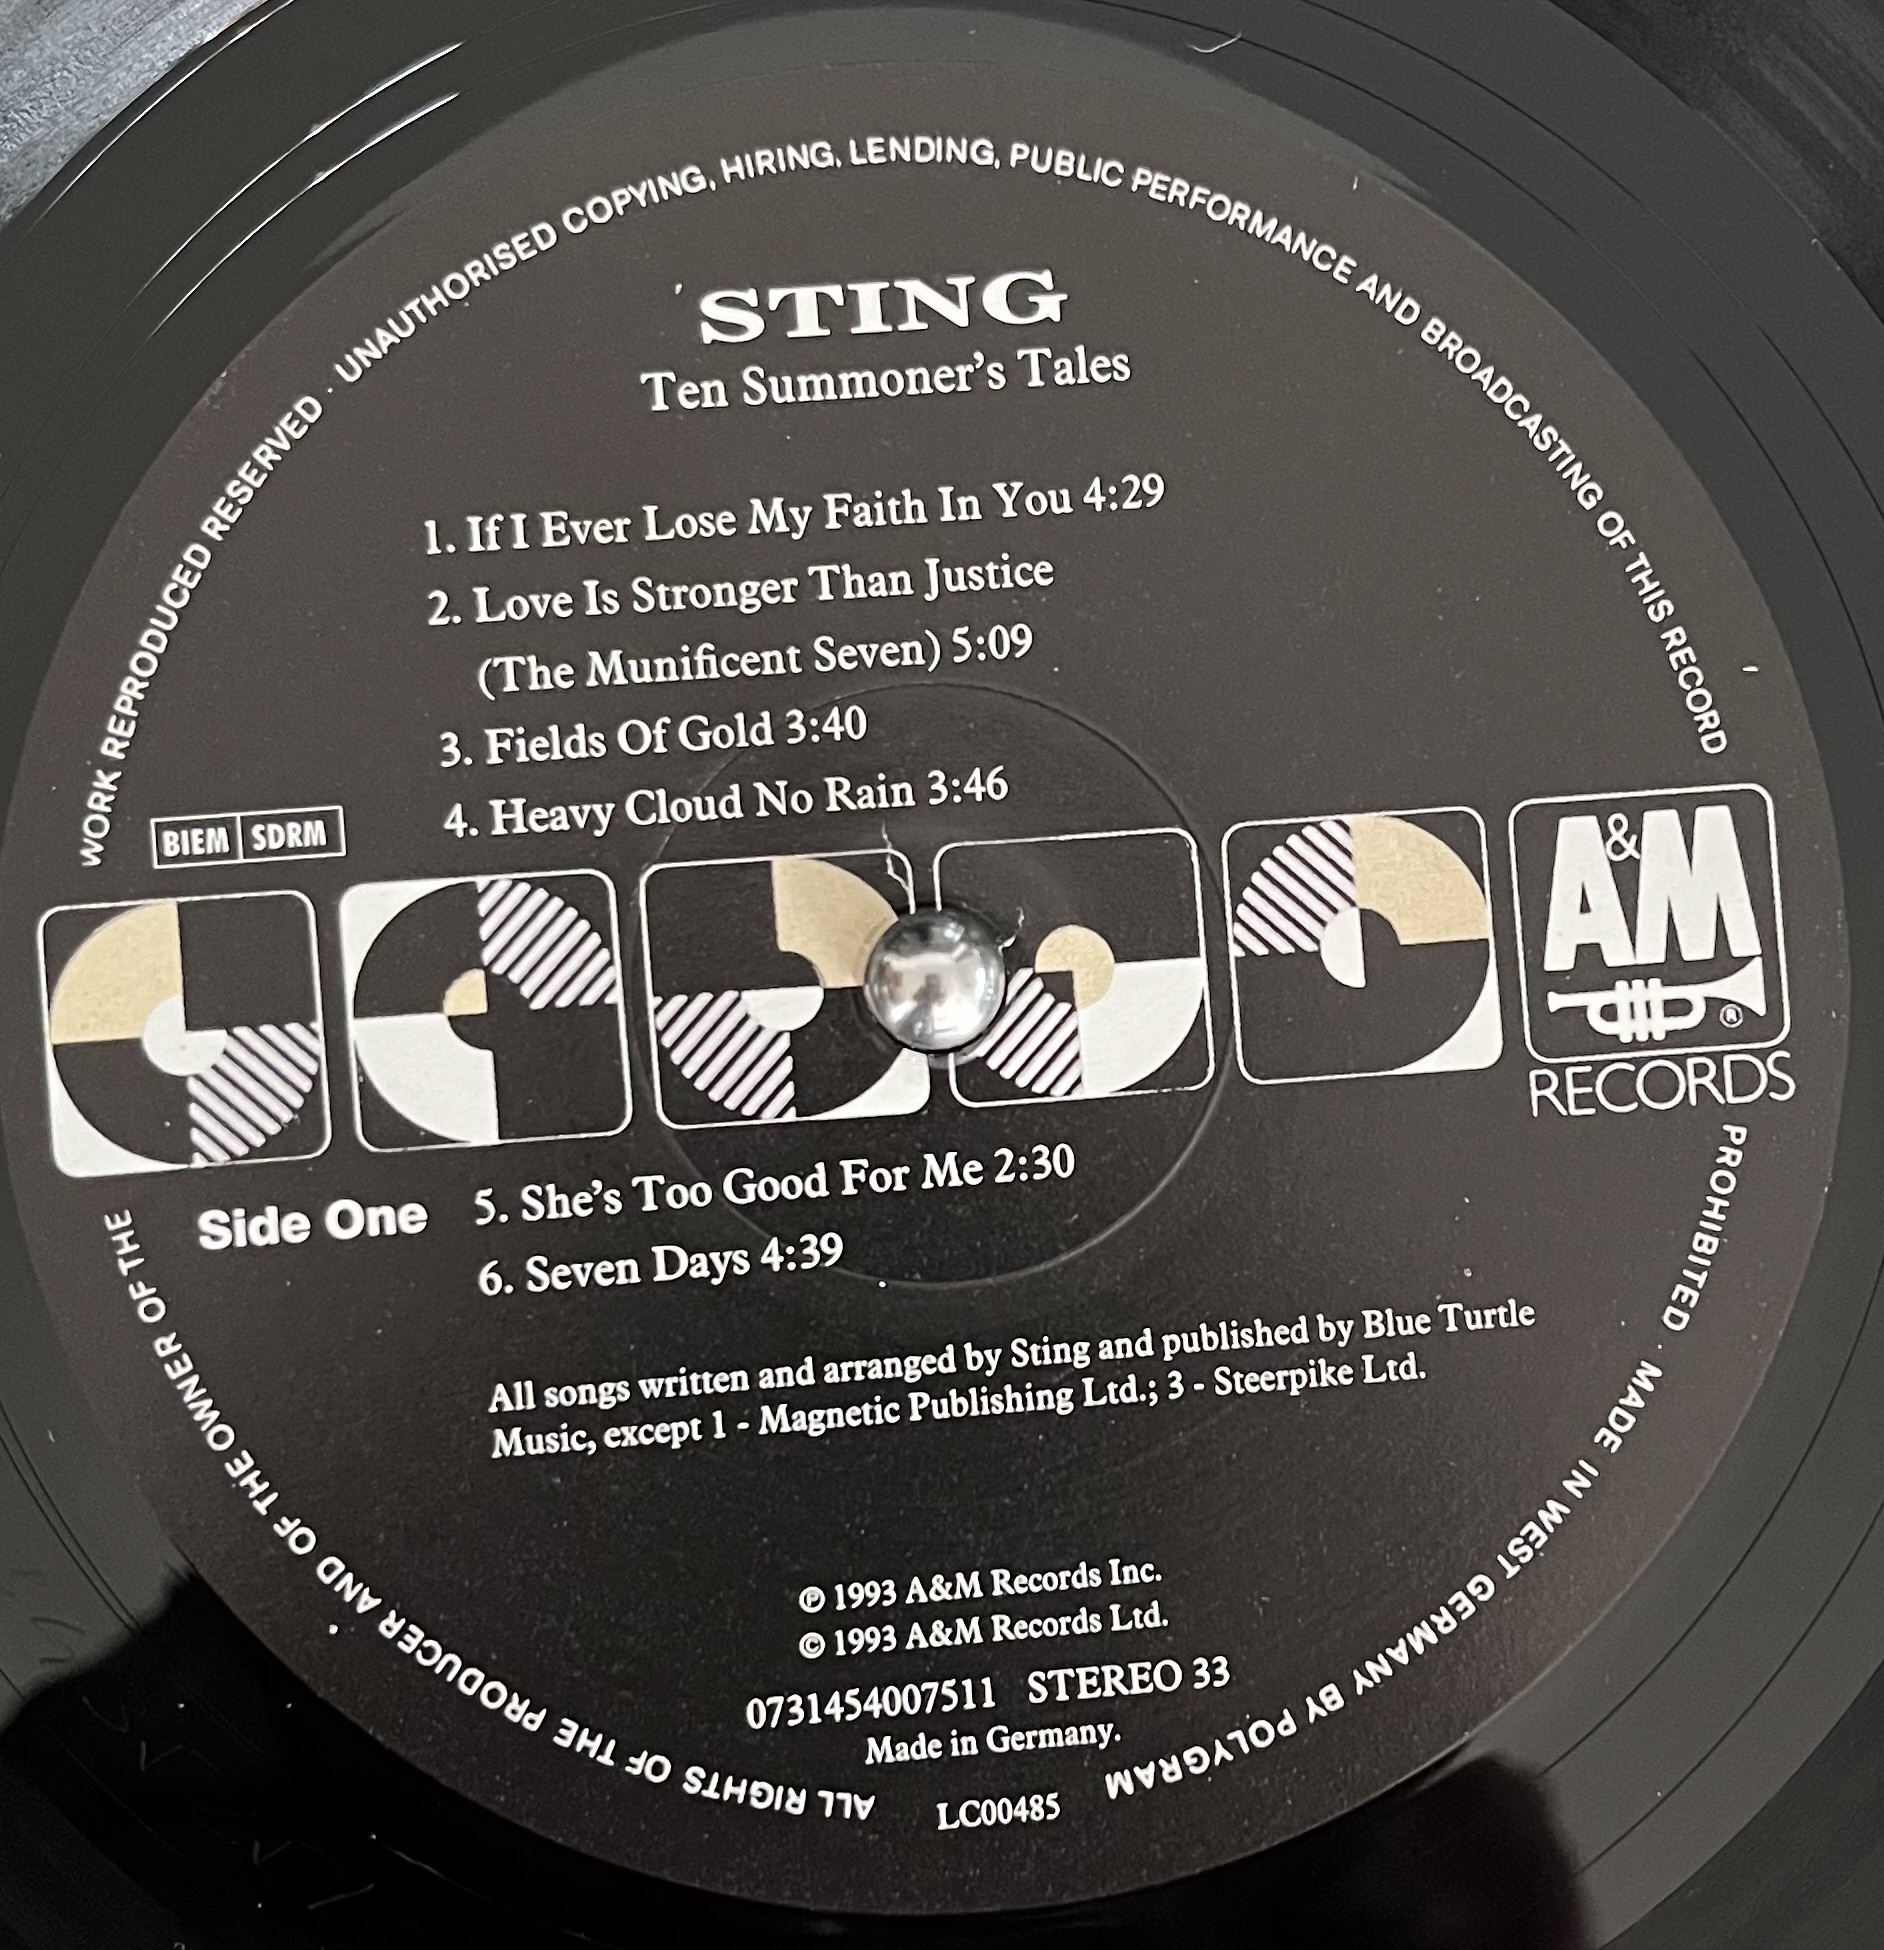 STING
Ten Summoner's Tales
1. If I Ever Lose My Faith In You 4:29
2. Love Is Stronger Than Justice
(The Munificent Seven) 5:09
3. Fields Of Gold 3:40
4. Heavy Cloud No Rain 3:46
BIEM SDRM
A&M
®
RECORDS
Side One
5. She's Too Good For Me 2:30
6. Seven Days 4:39
All songs written and arranged by Sting and published by Blue Turtle
Music, except 1 - Magnetic Publishing Ltd.; 3 - Steerpike Ltd.
℗ 1993 A&M Records Inc.
© 1993 A&M Records Ltd.
0731454007511 STEREO 33
Made in Germany.
LC00485
ALL RIGHTS OF THE PRODUCER AND OF THE OWNER OF THE
WORK REPRODUCED RESERVED · UNAUTHORISED COPYING, HIRING, LENDING, PUBLIC PERFORMANCE AND BROADCASTING OF THIS RECORD
PROHIBITED · MADE IN WEST GERMANY BY POLYGRAM